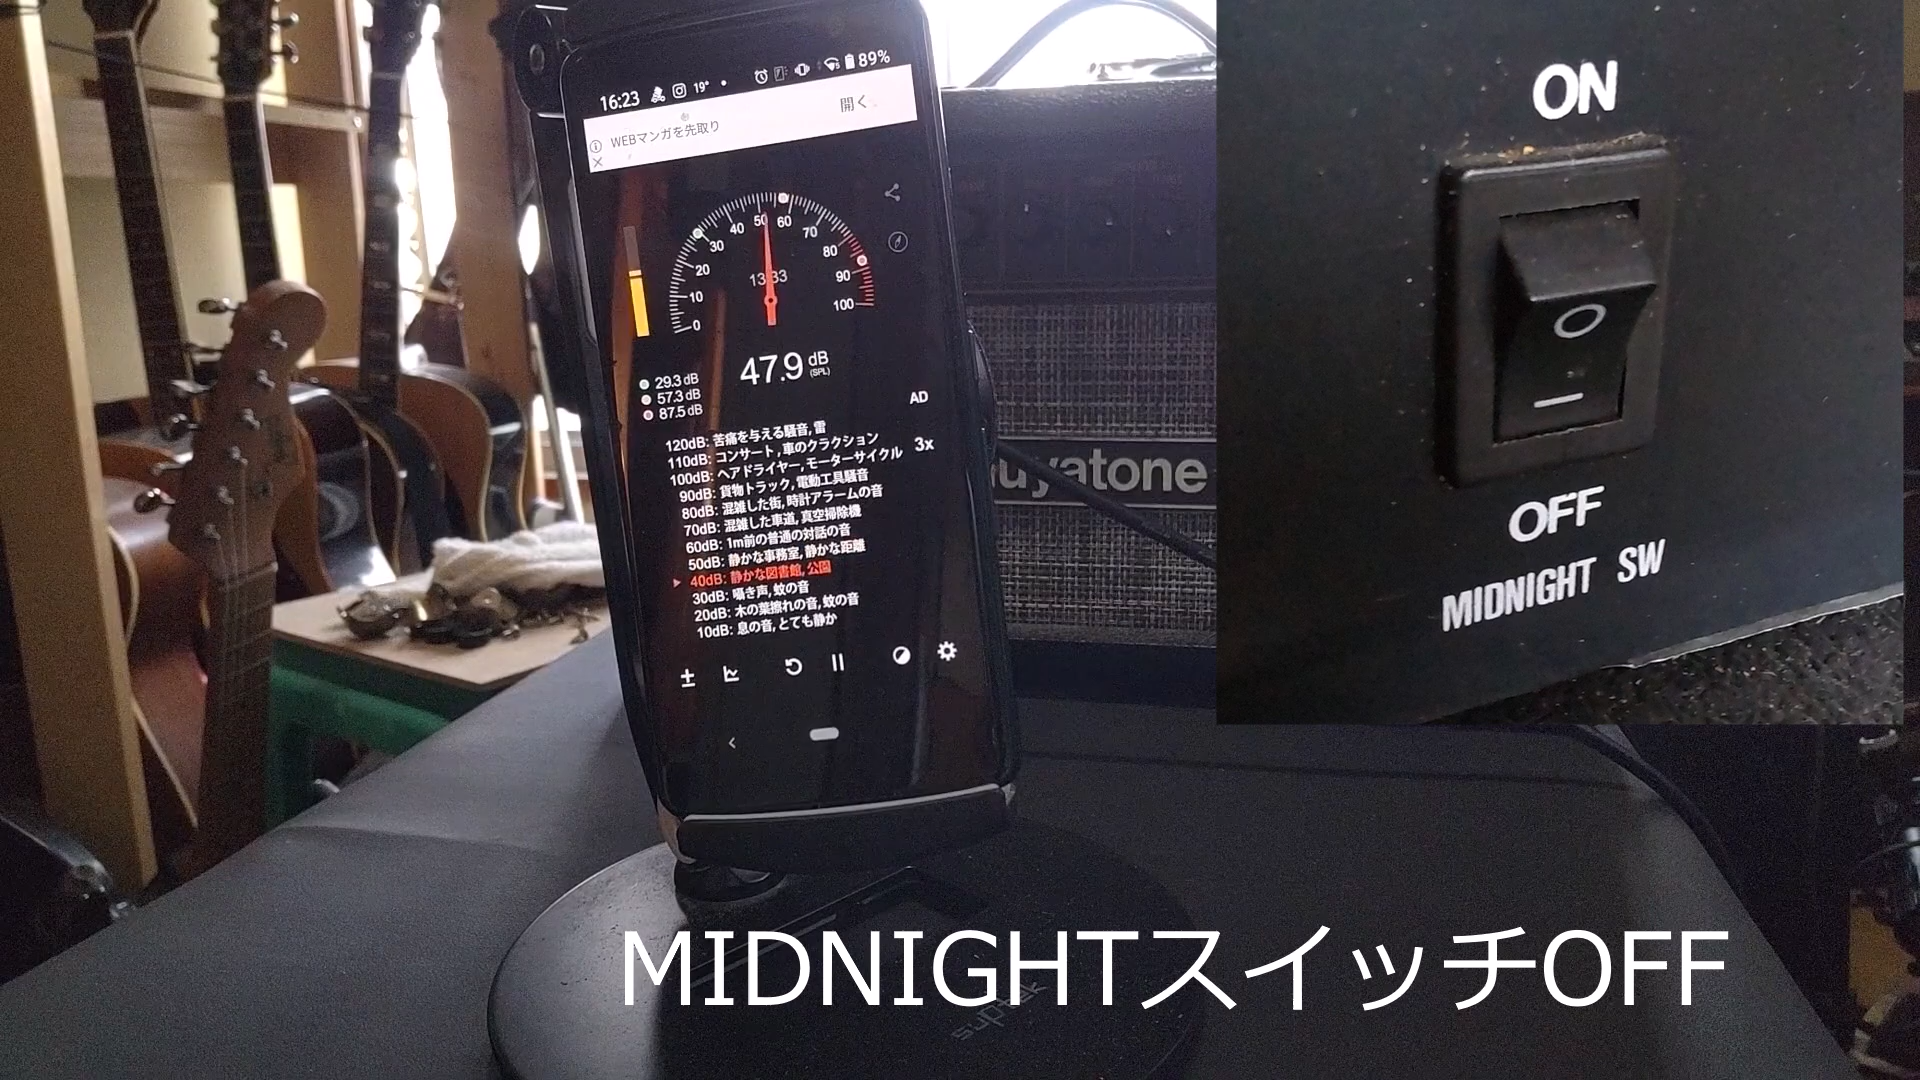 16:23 19° 89%
WEBマンガを先取り
開く
0 10 20 30 40 50 60 70 80 90 100
47.9 dB
(SPL)
29.3 dB
57.3 dB
87.5 dB
AD
3x
120dB: 苦痛を与える騒音, 雷
110dB: コンサート, 車のクラクション
100dB: ヘアドライヤー, モーターサイクル
90dB: 貨物トラック, 電動工具騒音
80dB: 混雑した街, 時計アラームの音
70dB: 混雑した車道, 真空掃除機
60dB: 1m前の普通の対話の音
50dB: 静かな事務室, 静かな距離
40dB: 静かな図書館, 公園
30dB: 囁き声, 蚊の音
20dB: 木の葉擦れの音, 蚊の音
10dB: 息の音, とても静か
uyatone
ON
OFF
MIDNIGHT SW
MIDNIGHTスイッチOFF